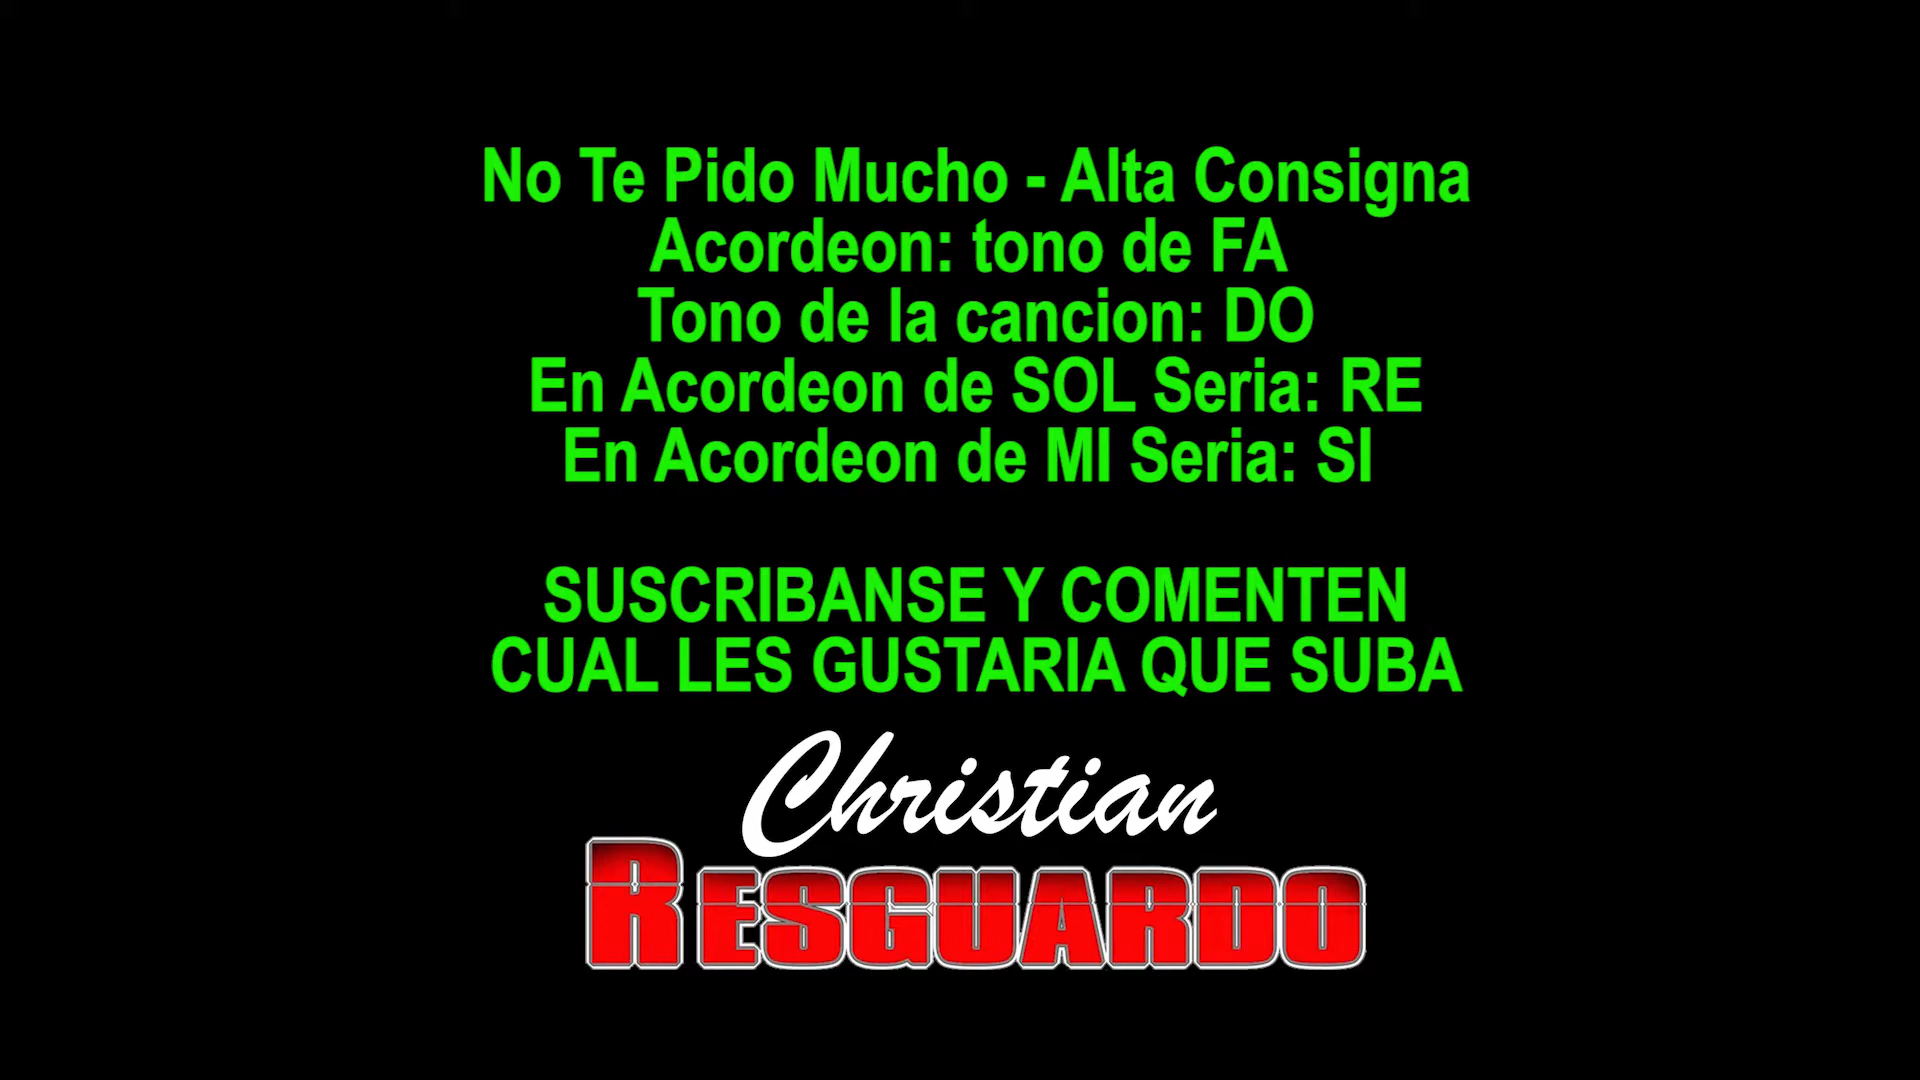 No Te Pido Mucho - Alta Consigna
Acordeon: tono de FA
Tono de la cancion: DO
En Acordeon de SOL Seria: RE
En Acordeon de MI Seria: SI
SUSCRIBANSE Y COMENTEN
CUAL LES GUSTARIA QUE SUBA
Christian
RESGUARDO